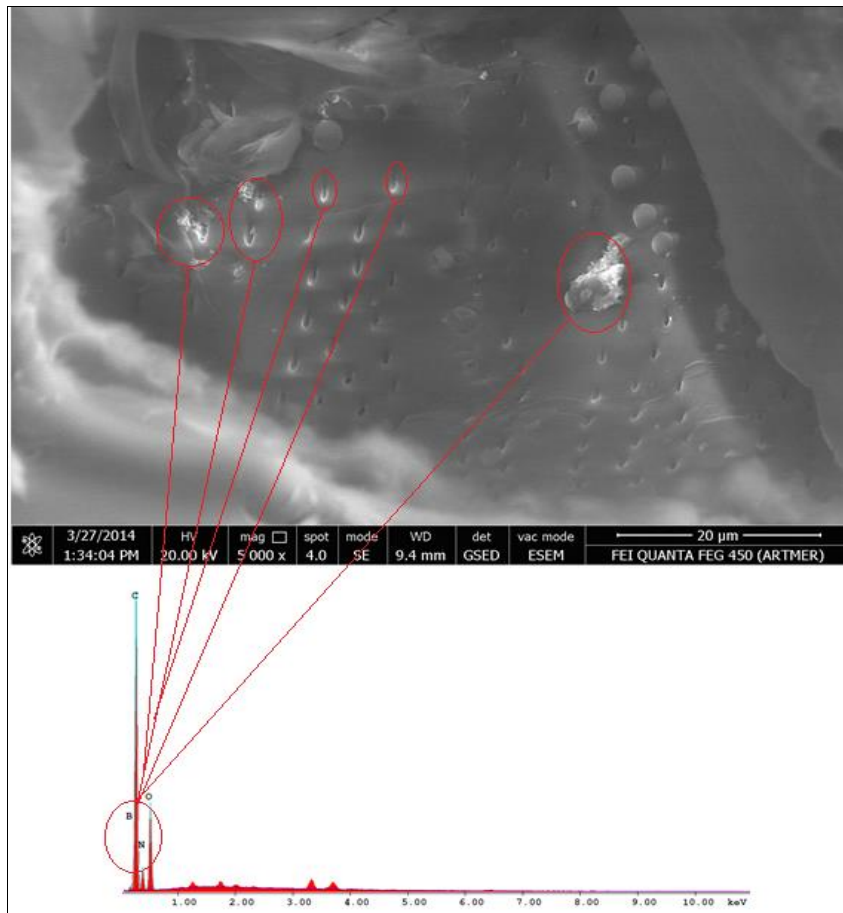 3/27/2014 HV mag spot mode WD det vac mode 20 µm
1:34:04 PM 20.00 kV 5 000 x 4.0 SE 9.4 mm GSED ESEM FEI QUANTA FEG 450 (ARTMER)
C
O
B
N
1.00 2.00 3.00 4.00 5.00 6.00 7.00 8.00 9.00 10.00 keV